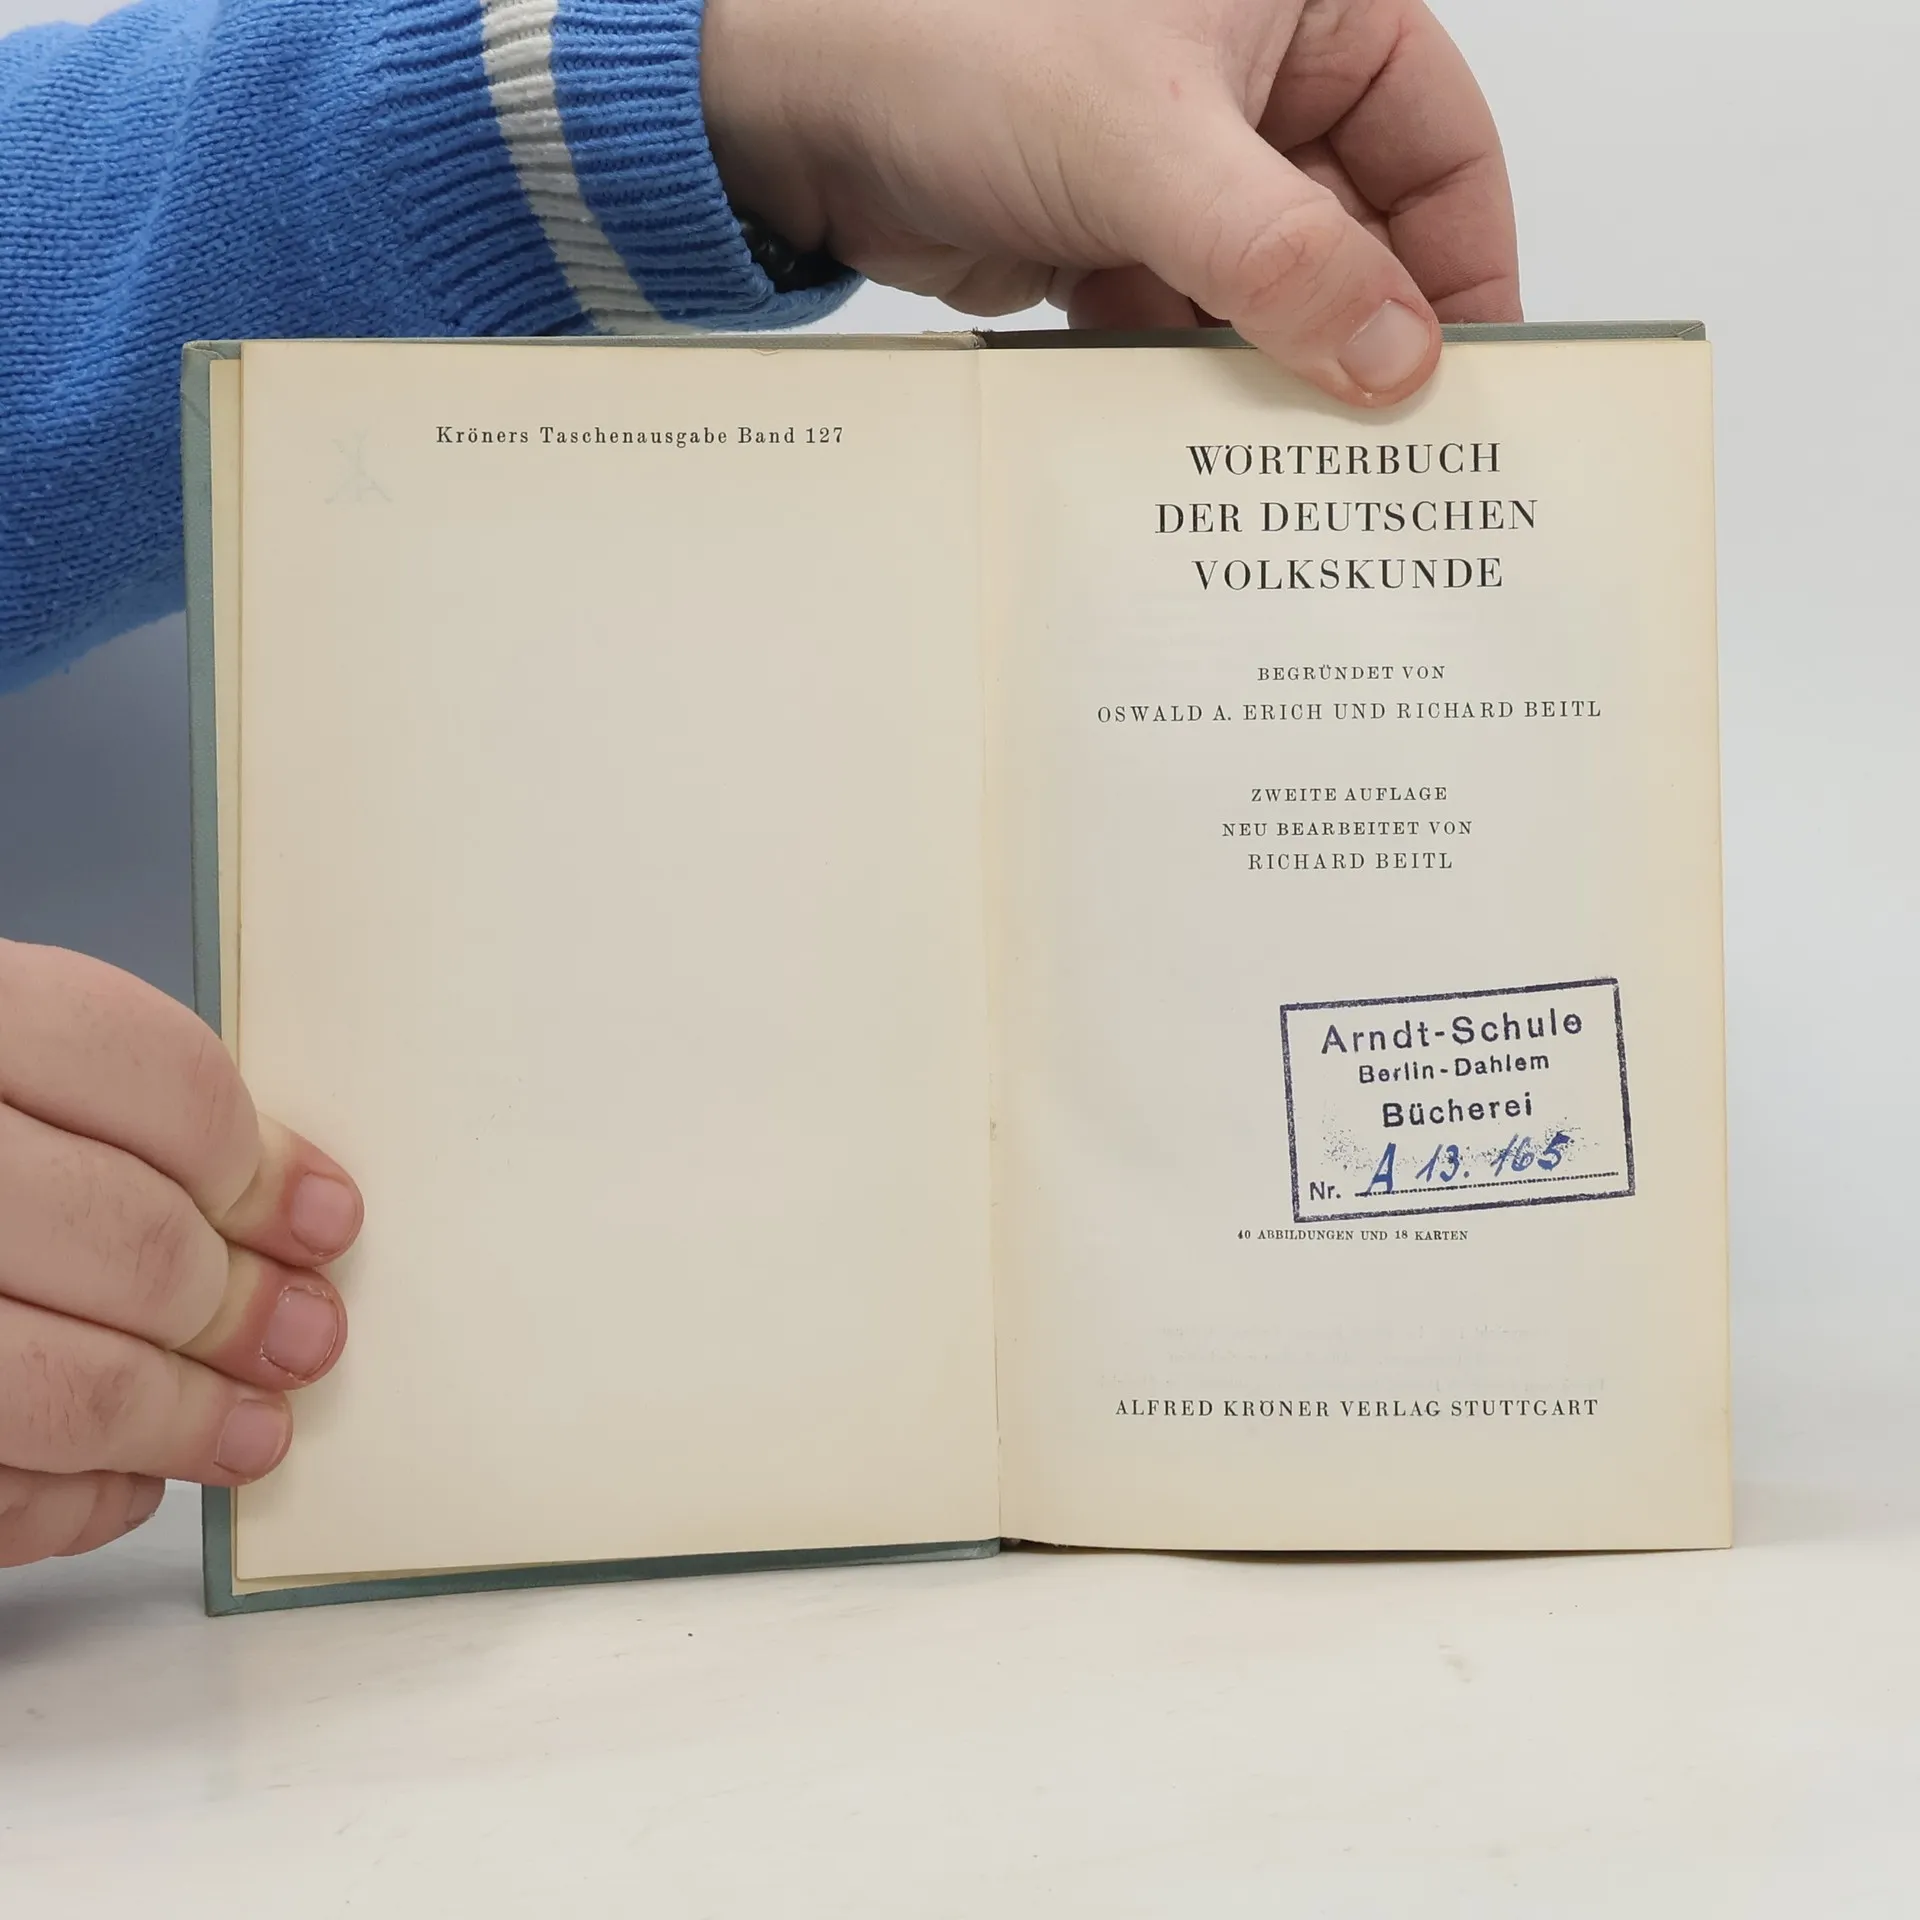 Kröners Taschenausgabe Band 127
WÖRTERBUCH
DER DEUTSCHEN
VOLKSKUNDE
BEGRÜNDET VON
OSWALD A. ERICH UND RICHARD BEITL
ZWEITE AUFLAGE
NEU BEARBEITET VON
RICHARD BEITL
Arndt-Schule
Berlin-Dahlem
Bücherei
Nr. A 13. 165
40 ABBILDUNGEN UND 18 KARTEN
ALFRED KRÖNER VERLAG STUTTGART